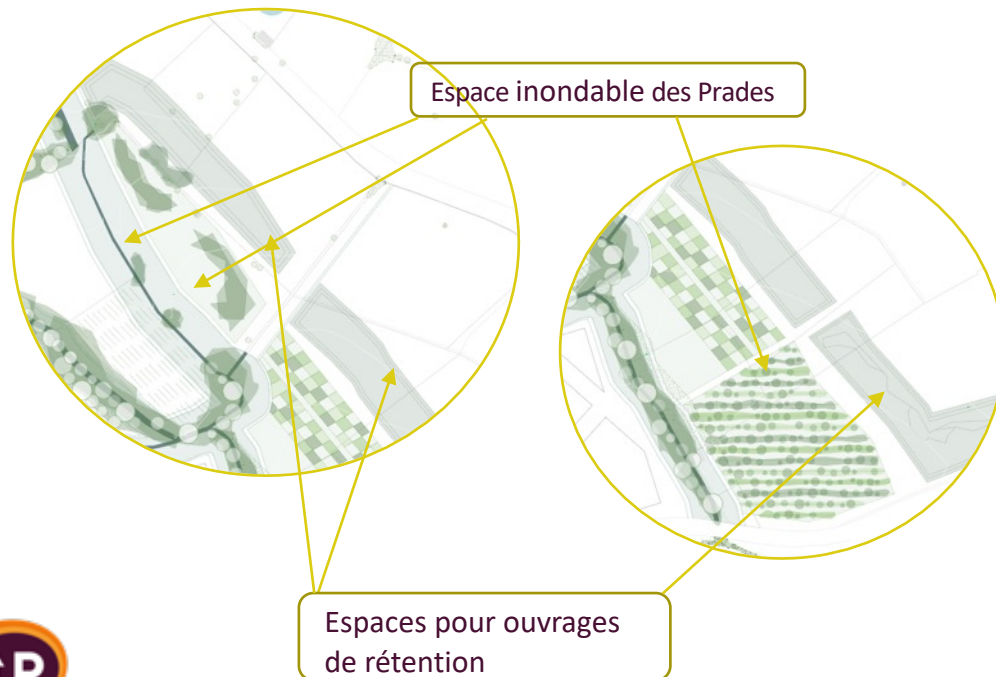 Espace inondable des Prades
Espaces pour ouvrages
de rétention